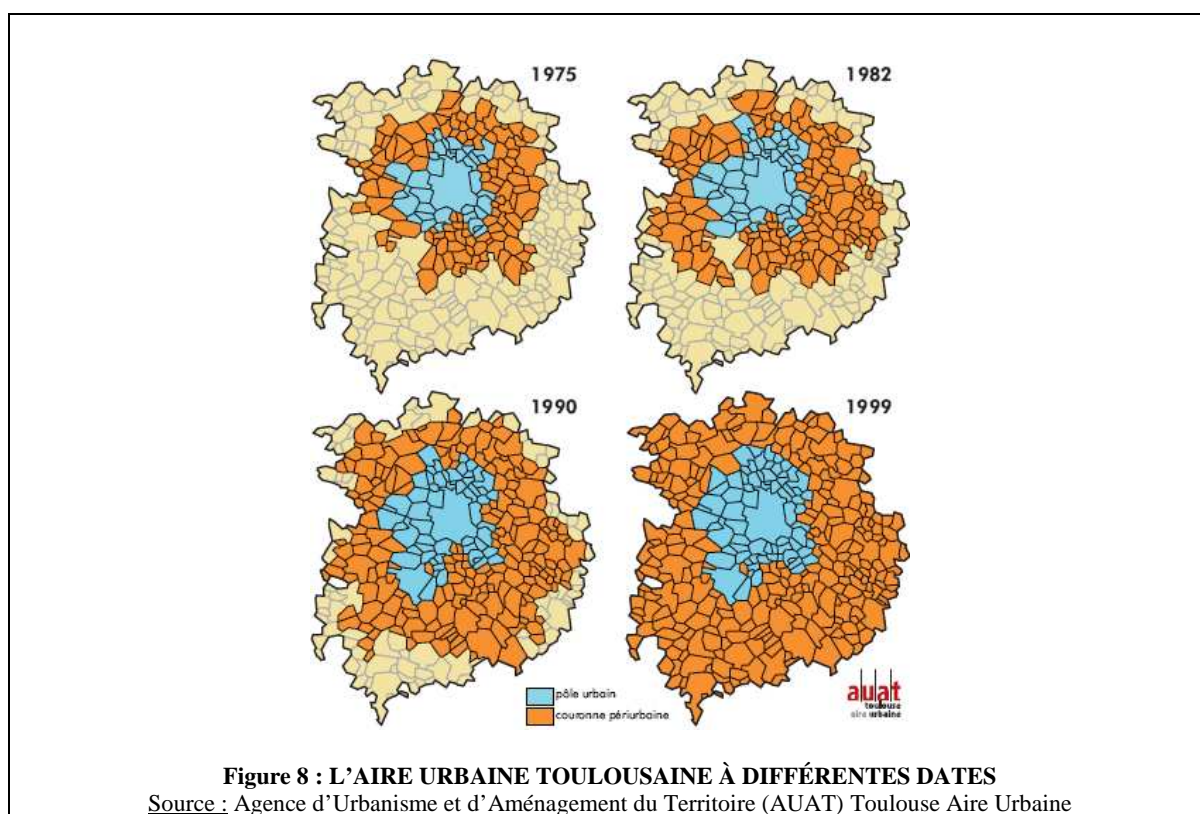 1975
1982
1990
1999
pôle urbain
couronne périurbaine
auat
toulouse
aire urbaine
Figure 8 : L'AIRE URBAINE TOULOUSAINE À DIFFÉRENTES DATES
Source : Agence d'Urbanisme et d'Aménagement du Territoire (AUAT) Toulouse Aire Urbaine